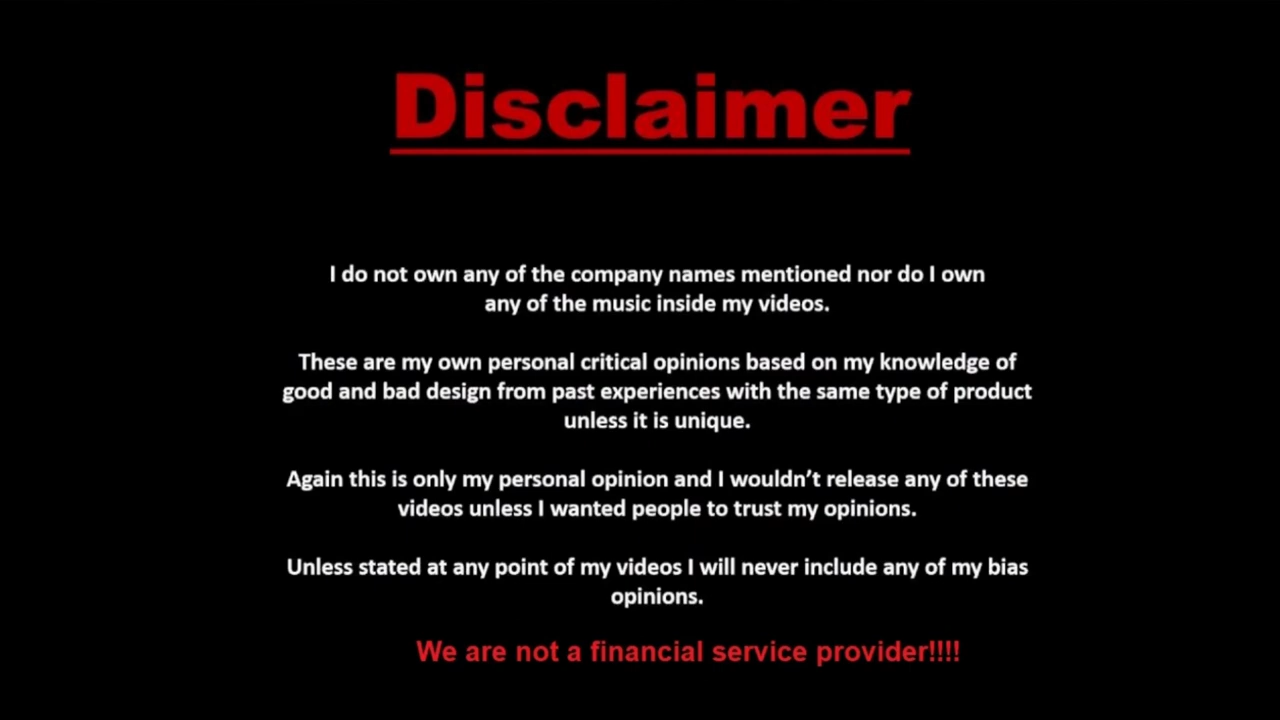 Disclaimer
I do not own any of the company names mentioned nor do I own
any of the music inside my videos.
These are my own personal critical opinions based on my knowledge of
good and bad design from past experiences with the same type of product
unless it is unique.
Again this is only my personal opinion and I wouldn’t release any of these
videos unless I wanted people to trust my opinions.
Unless stated at any point of my videos I will never include any of my bias
opinions.
We are not a financial service provider!!!!